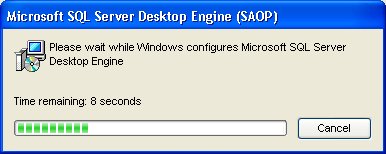 Microsoft SQL Server Desktop Engine (SAOP)
Please wait while Windows configures Microsoft SQL Server
Desktop Engine
Time remaining: 8 seconds
Cancel